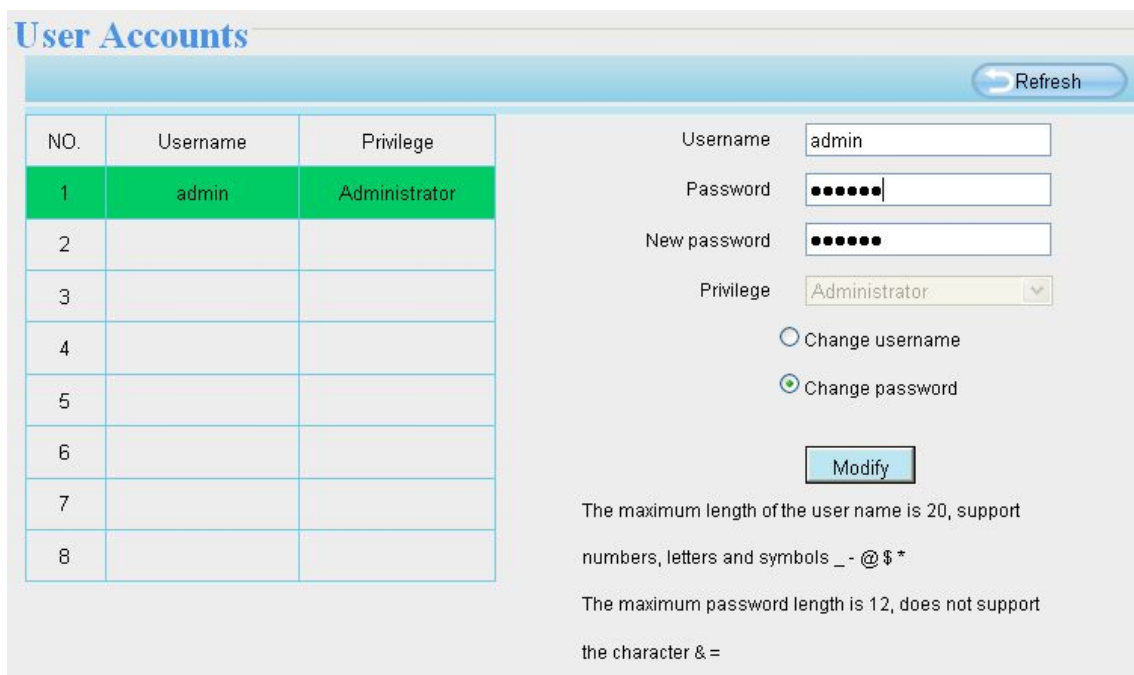 User Accounts
Refresh
NO. Username Privilege
1 admin Administrator
2
3
4
5
6
7
8
Username admin
Password ●●●●●●
New password ●●●●●●
Privilege Administrator
Change username
Change password
Modify
The maximum length of the user name is 20, support
numbers, letters and symbols _ - @ $ *
The maximum password length is 12, does not support
the character & =